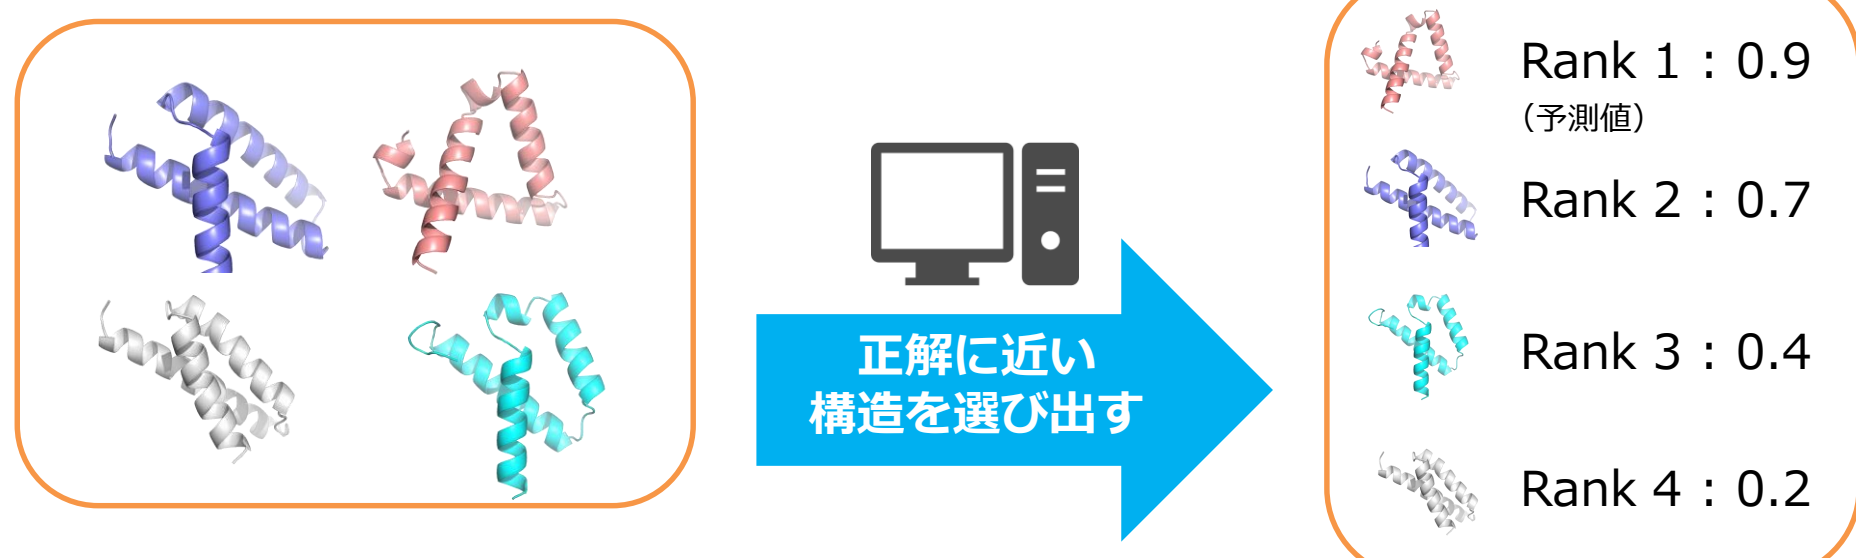 正解に近い
構造を選び出す
Rank 1：0.9
（予測値）
Rank 2：0.7
Rank 3：0.4
Rank 4：0.2